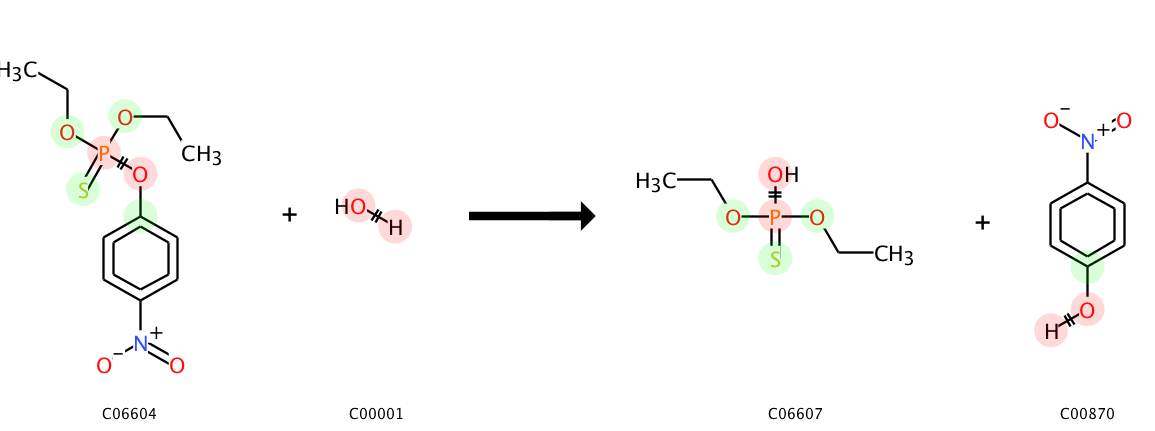 H₃C
O
O
P
CH₃
S
O
N⁺
O⁻
O
C06604
+
HO
H
C00001
H₃C
OH
O
P
O
S
CH₃
C06607
+
O⁻
N⁺
O
O
H
C00870